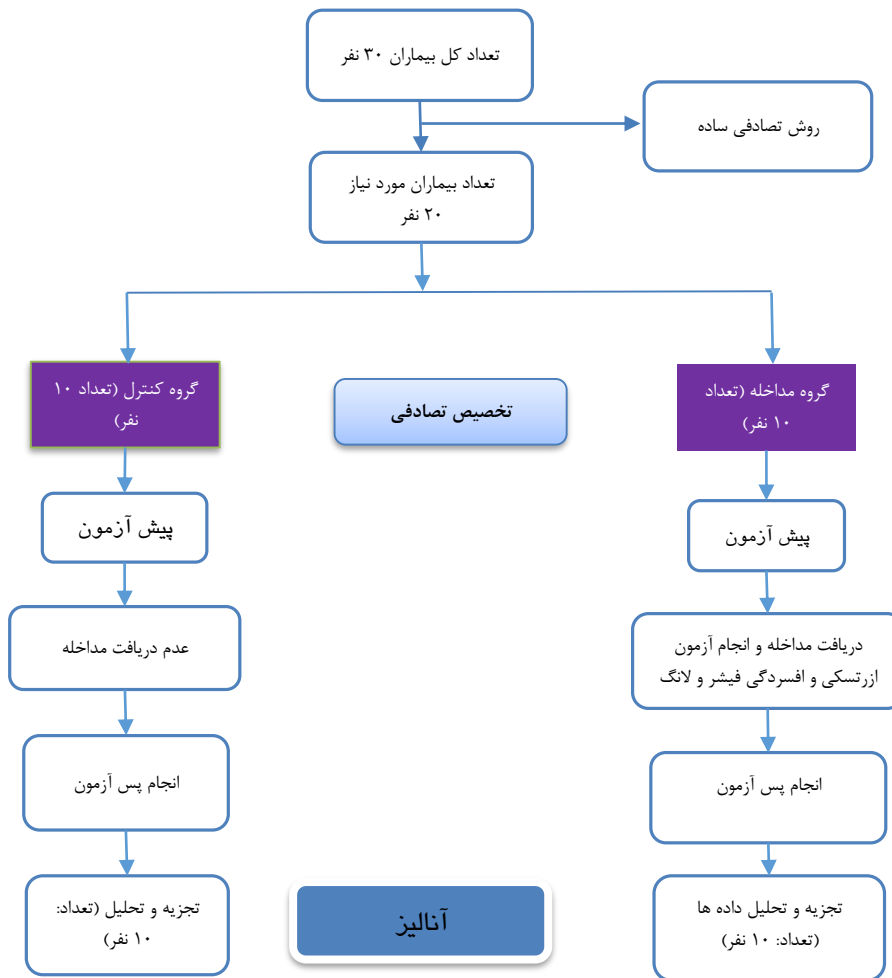 تعداد کل بیماران ۳۰ نفر
روش تصادفی ساده
تعداد بیماران مورد نیاز
۲۰ نفر
گروه مداخله (تعداد
۱۰ نفر)
تخصیص تصادفی
گروه کنترل (تعداد ۱۰
نفر)
پیش آزمون
پیش آزمون
دریافت مداخله و انجام آزمون
ازرتسکی و افسردگی فیشر و لانگ
عدم دریافت مداخله
انجام پس آزمون
انجام پس آزمون
تجزیه و تحلیل داده ها
(تعداد: ۱۰ نفر)
آنالیز
تجزیه و تحلیل (تعداد:
۱۰ نفر)